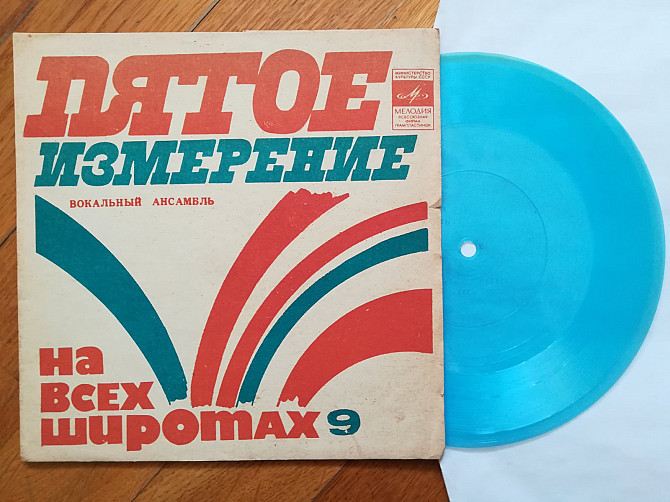 ПЯТОЕ
ИЗМЕРЕНИЕ
ВОКАЛЬНЫЙ АНСАМБЛЬ
МИНИСТЕРСТВО
КУЛЬТУРЫ СССР
МЕЛОДИЯ
ВСЕСОЮЗНАЯ
ФИРМА
ГРАМПЛАСТИНОК
На
всех
широтах 9